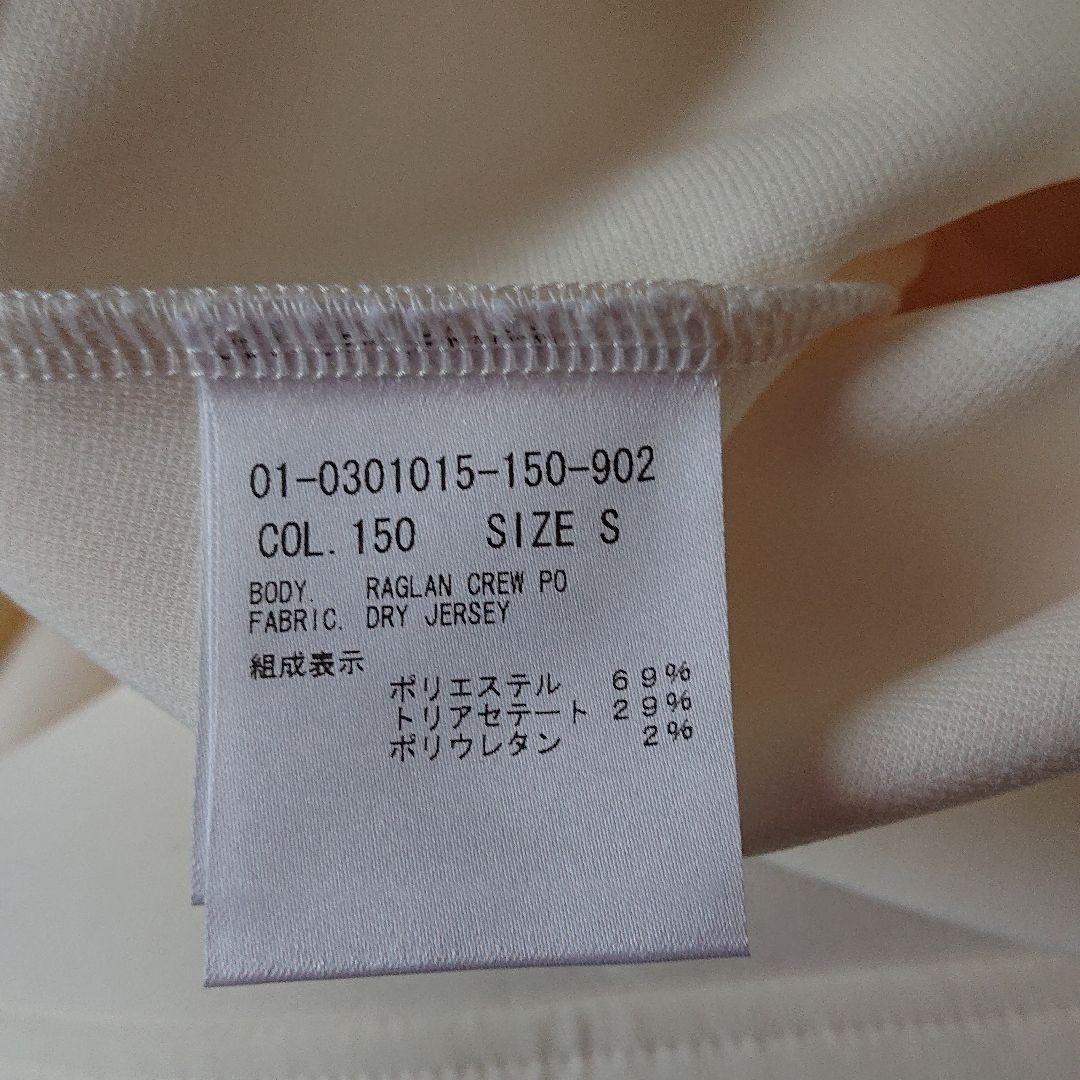 01-0301015-150-902
COL. 150 SIZE S
BODY. RAGLAN CREW PO
FABRIC. DRY JERSEY
組成表示
ポリエステル 69%
トリアセテート 29%
ポリウレタン 2%